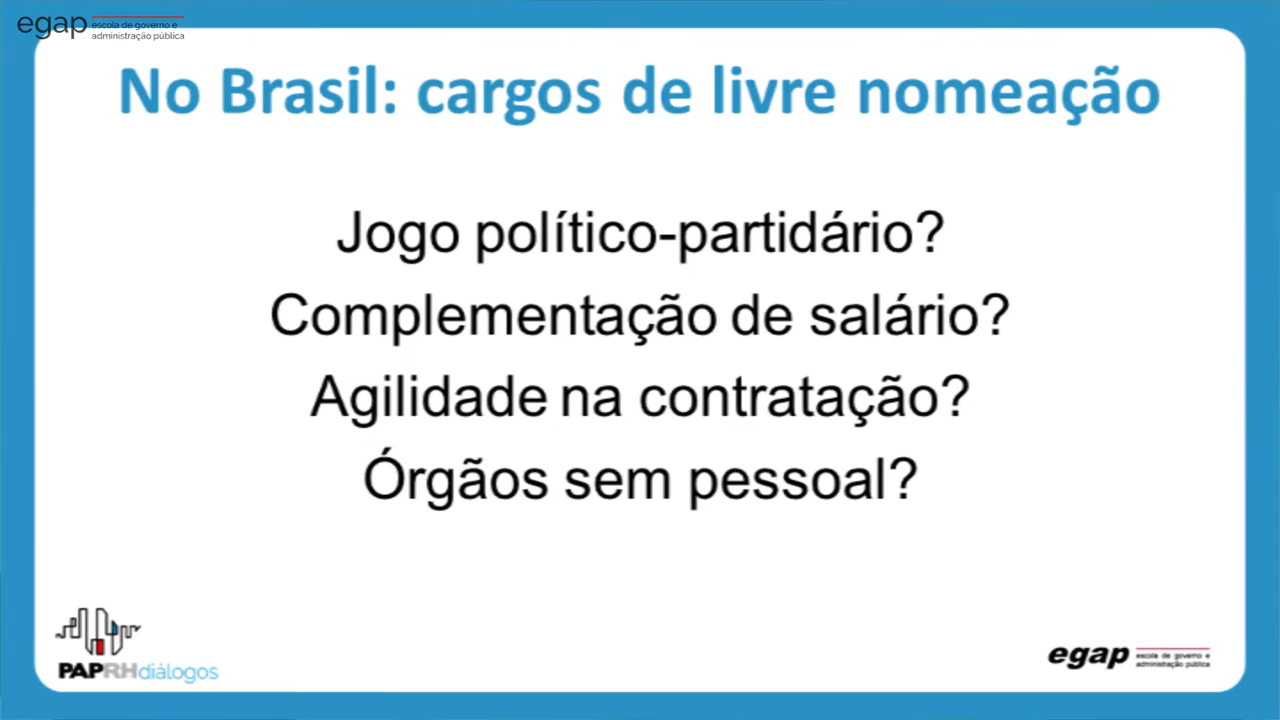 egap escola de governo e
administração pública
No Brasil: cargos de livre nomeação
Jogo político-partidário?
Complementação de salário?
Agilidade na contratação?
Órgãos sem pessoal?
PAPRHdiálogos
egap escola de governo e
administração pública